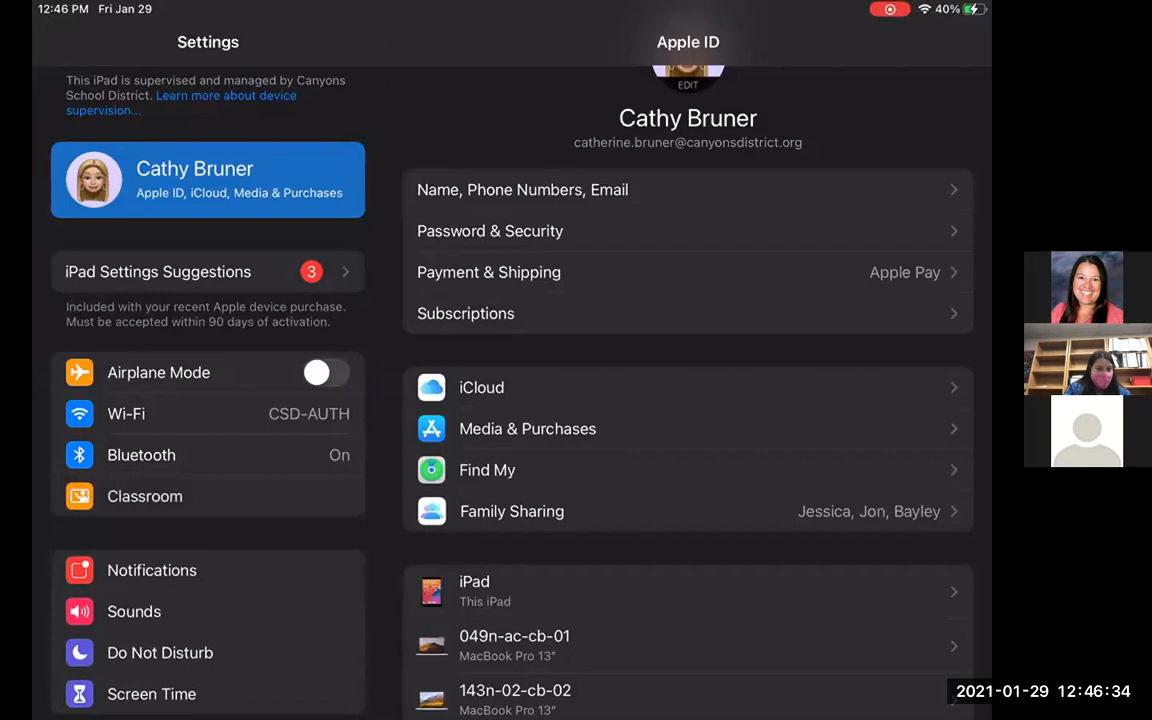 12:46 PM Fri Jan 29
40%
Settings
Apple ID
This iPad is supervised and managed by Canyons
School District. Learn more about device
supervision...
Cathy Bruner
Apple ID, iCloud, Media & Purchases
iPad Settings Suggestions
3
Included with your recent Apple device purchase.
Must be accepted within 90 days of activation.
Airplane Mode
Wi-Fi
CSD-AUTH
Bluetooth
On
Classroom
Notifications
Sounds
Do Not Disturb
Screen Time
EDIT
Cathy Bruner
catherine.bruner@canyonsdistrict.org
Name, Phone Numbers, Email
Password & Security
Payment & Shipping
Apple Pay
Subscriptions
iCloud
Media & Purchases
Find My
Family Sharing
Jessica, Jon, Bayley
iPad
This iPad
049n-ac-cb-01
MacBook Pro 13"
143n-02-cb-02
MacBook Pro 13"
2021-01-29 12:46:34